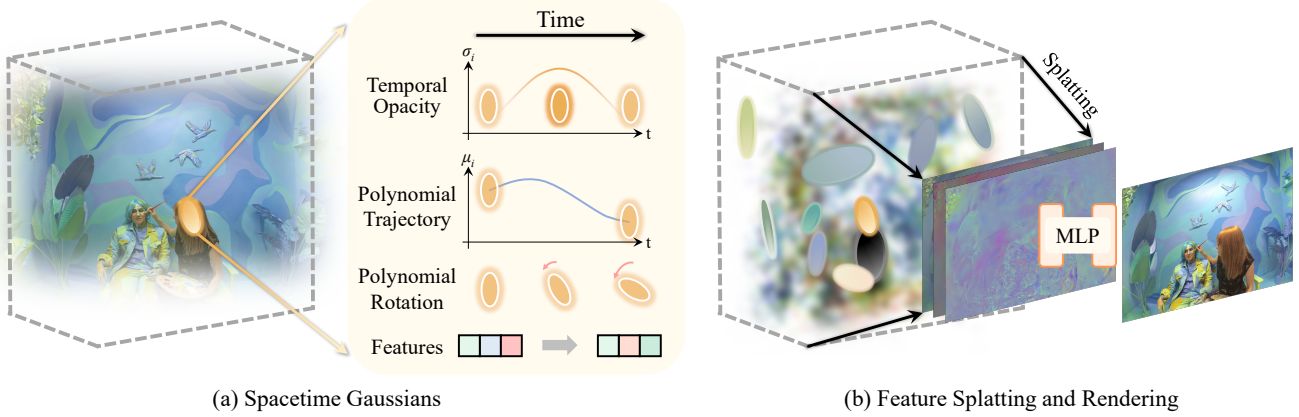 Time
σi
Temporal
Opacity
t
μi
Polynomial
Trajectory
t
Polynomial
Rotation
Features
(a) Spacetime Gaussians
Splatting
MLP
(b) Feature Splatting and Rendering